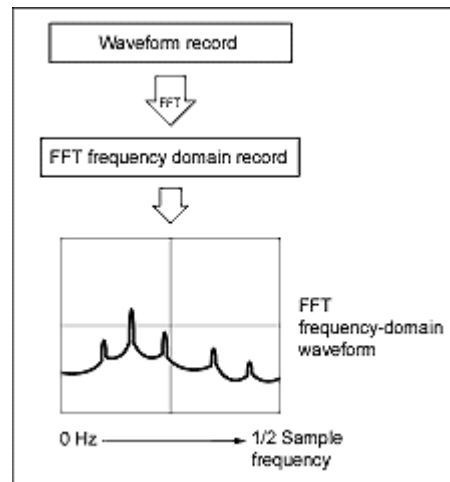 Waveform record
FFT
FFT frequency domain record
FFT
frequency-domain
waveform
0 Hz
1/2 Sample
frequency